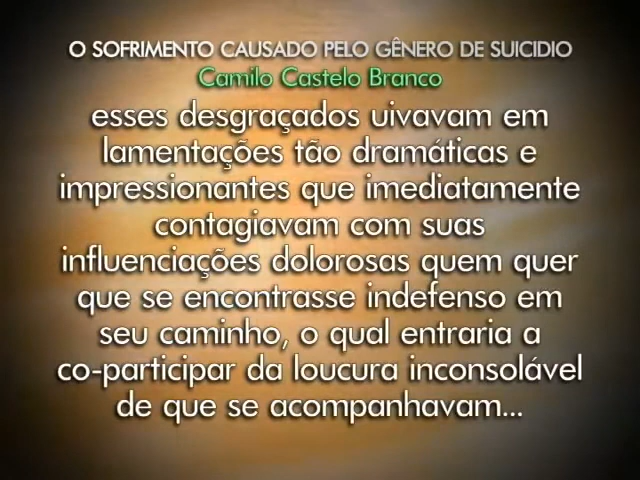 O SOFRIMENTO CAUSADO PELO GÊNERO DE SUICIDIO
Camilo Castelo Branco
esses desgraçados uivavam em
lamentações tão dramáticas e
impressionantes que imediatamente
contagiavam com suas
influenciações dolorosas quem quer
que se encontrasse indefenso em
seu caminho, o qual entraria a
co-participar da loucura inconsolável
de que se acompanhavam...